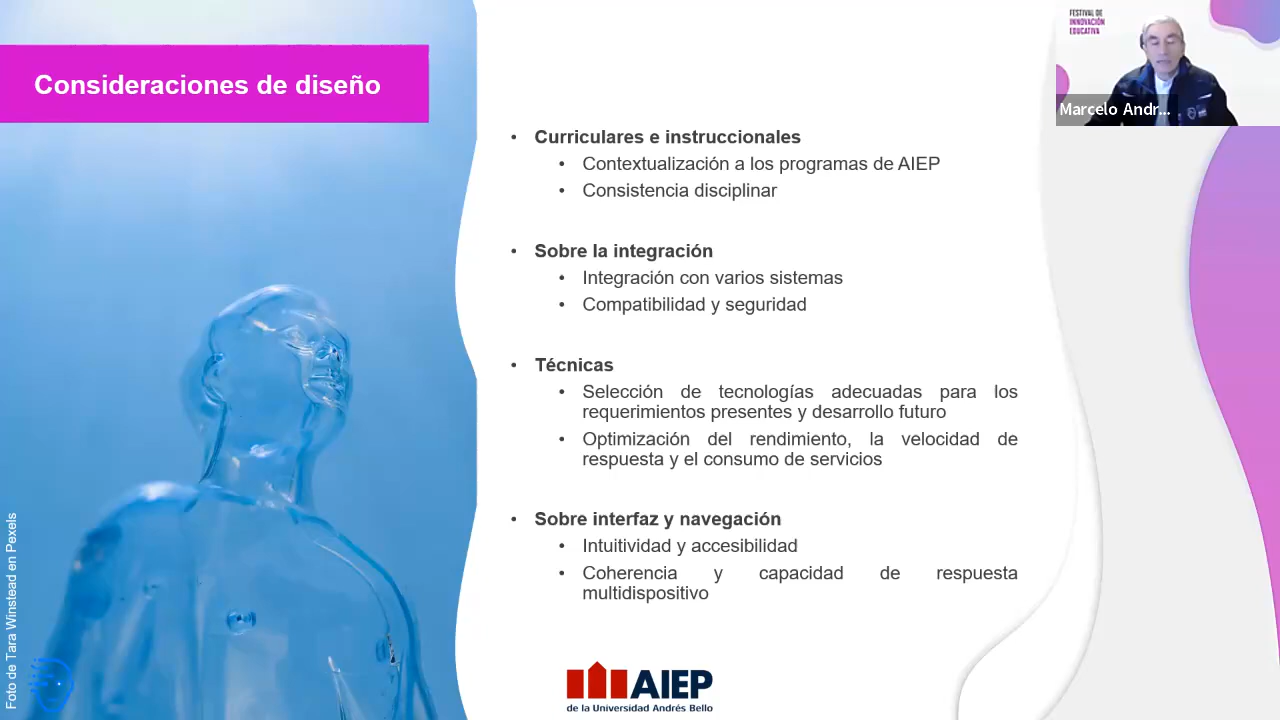 Consideraciones de diseño
FESTIVAL DE
INNOVACIÓN
EDUCATIVA
Marcelo Andr...
• Curriculares e instruccionales
• Contextualización a los programas de AIEP
• Consistencia disciplinar
• Sobre la integración
• Integración con varios sistemas
• Compatibilidad y seguridad
• Técnicas
• Selección de tecnologías adecuadas para los
requerimientos presentes y desarrollo futuro
• Optimización del rendimiento, la velocidad de
respuesta y el consumo de servicios
• Sobre interfaz y navegación
• Intuitividad y accesibilidad
• Coherencia y capacidad de respuesta
multidispositivo
Foto de Tara Winstead en Pexels
AIEP
de la Universidad Andrés Bello